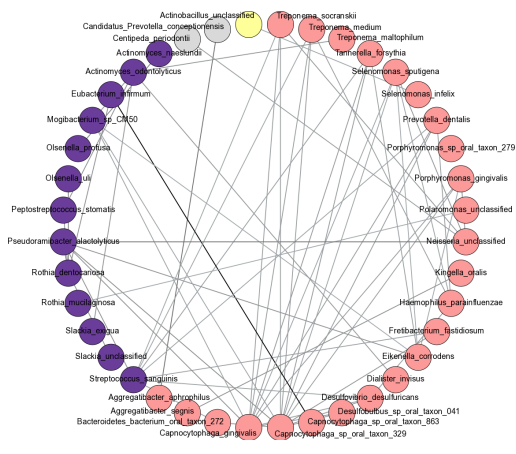 Actinobacillus_unclassified
Treponema_socranskii
Candidatus_Prevotella_conceptionensis
Treponema_medium
Centipeda_periodontii
Treponema_maltophilum
Actinomyces_naeslundii
Tannerella_forsythia
Actinomyces_odontolyticus
Selenomonas_sputigena
Eubacterium_infirmum
Selenomonas_infelix
Mogibacterium_sp_CM50
Prevotella_dentalis
Olsenella_profusa
Porphyromonas_sp_oral_taxon_279
Olsenella_uli
Porphyromonas_gingivalis
Peptostreptococcus_stomatis
Polaromonas_unclassified
Pseudoramibacter_alactolyticus
Neisseria_unclassified
Rothia_dentocariosa
Kingella_oralis
Rothia_mucilaginosa
Haemophilus_parainfluenzae
Slackia_exigua
Fretibacterium_fastidiosum
Slackia_unclassified
Eikenella_corrodens
Streptococcus_sanguinis
Dialister_invisus
Aggregatibacter_aphrophilus
Desulfovibrio_desulfuricans
Aggregatibacter_segnis
Desulfobulbus_sp_oral_taxon_041
Bacteroidetes_bacterium_oral_taxon_272
Capnocytophaga_sp_oral_taxon_863
Capnocytophaga_gingivalis
Capnocytophaga_sp_oral_taxon_329